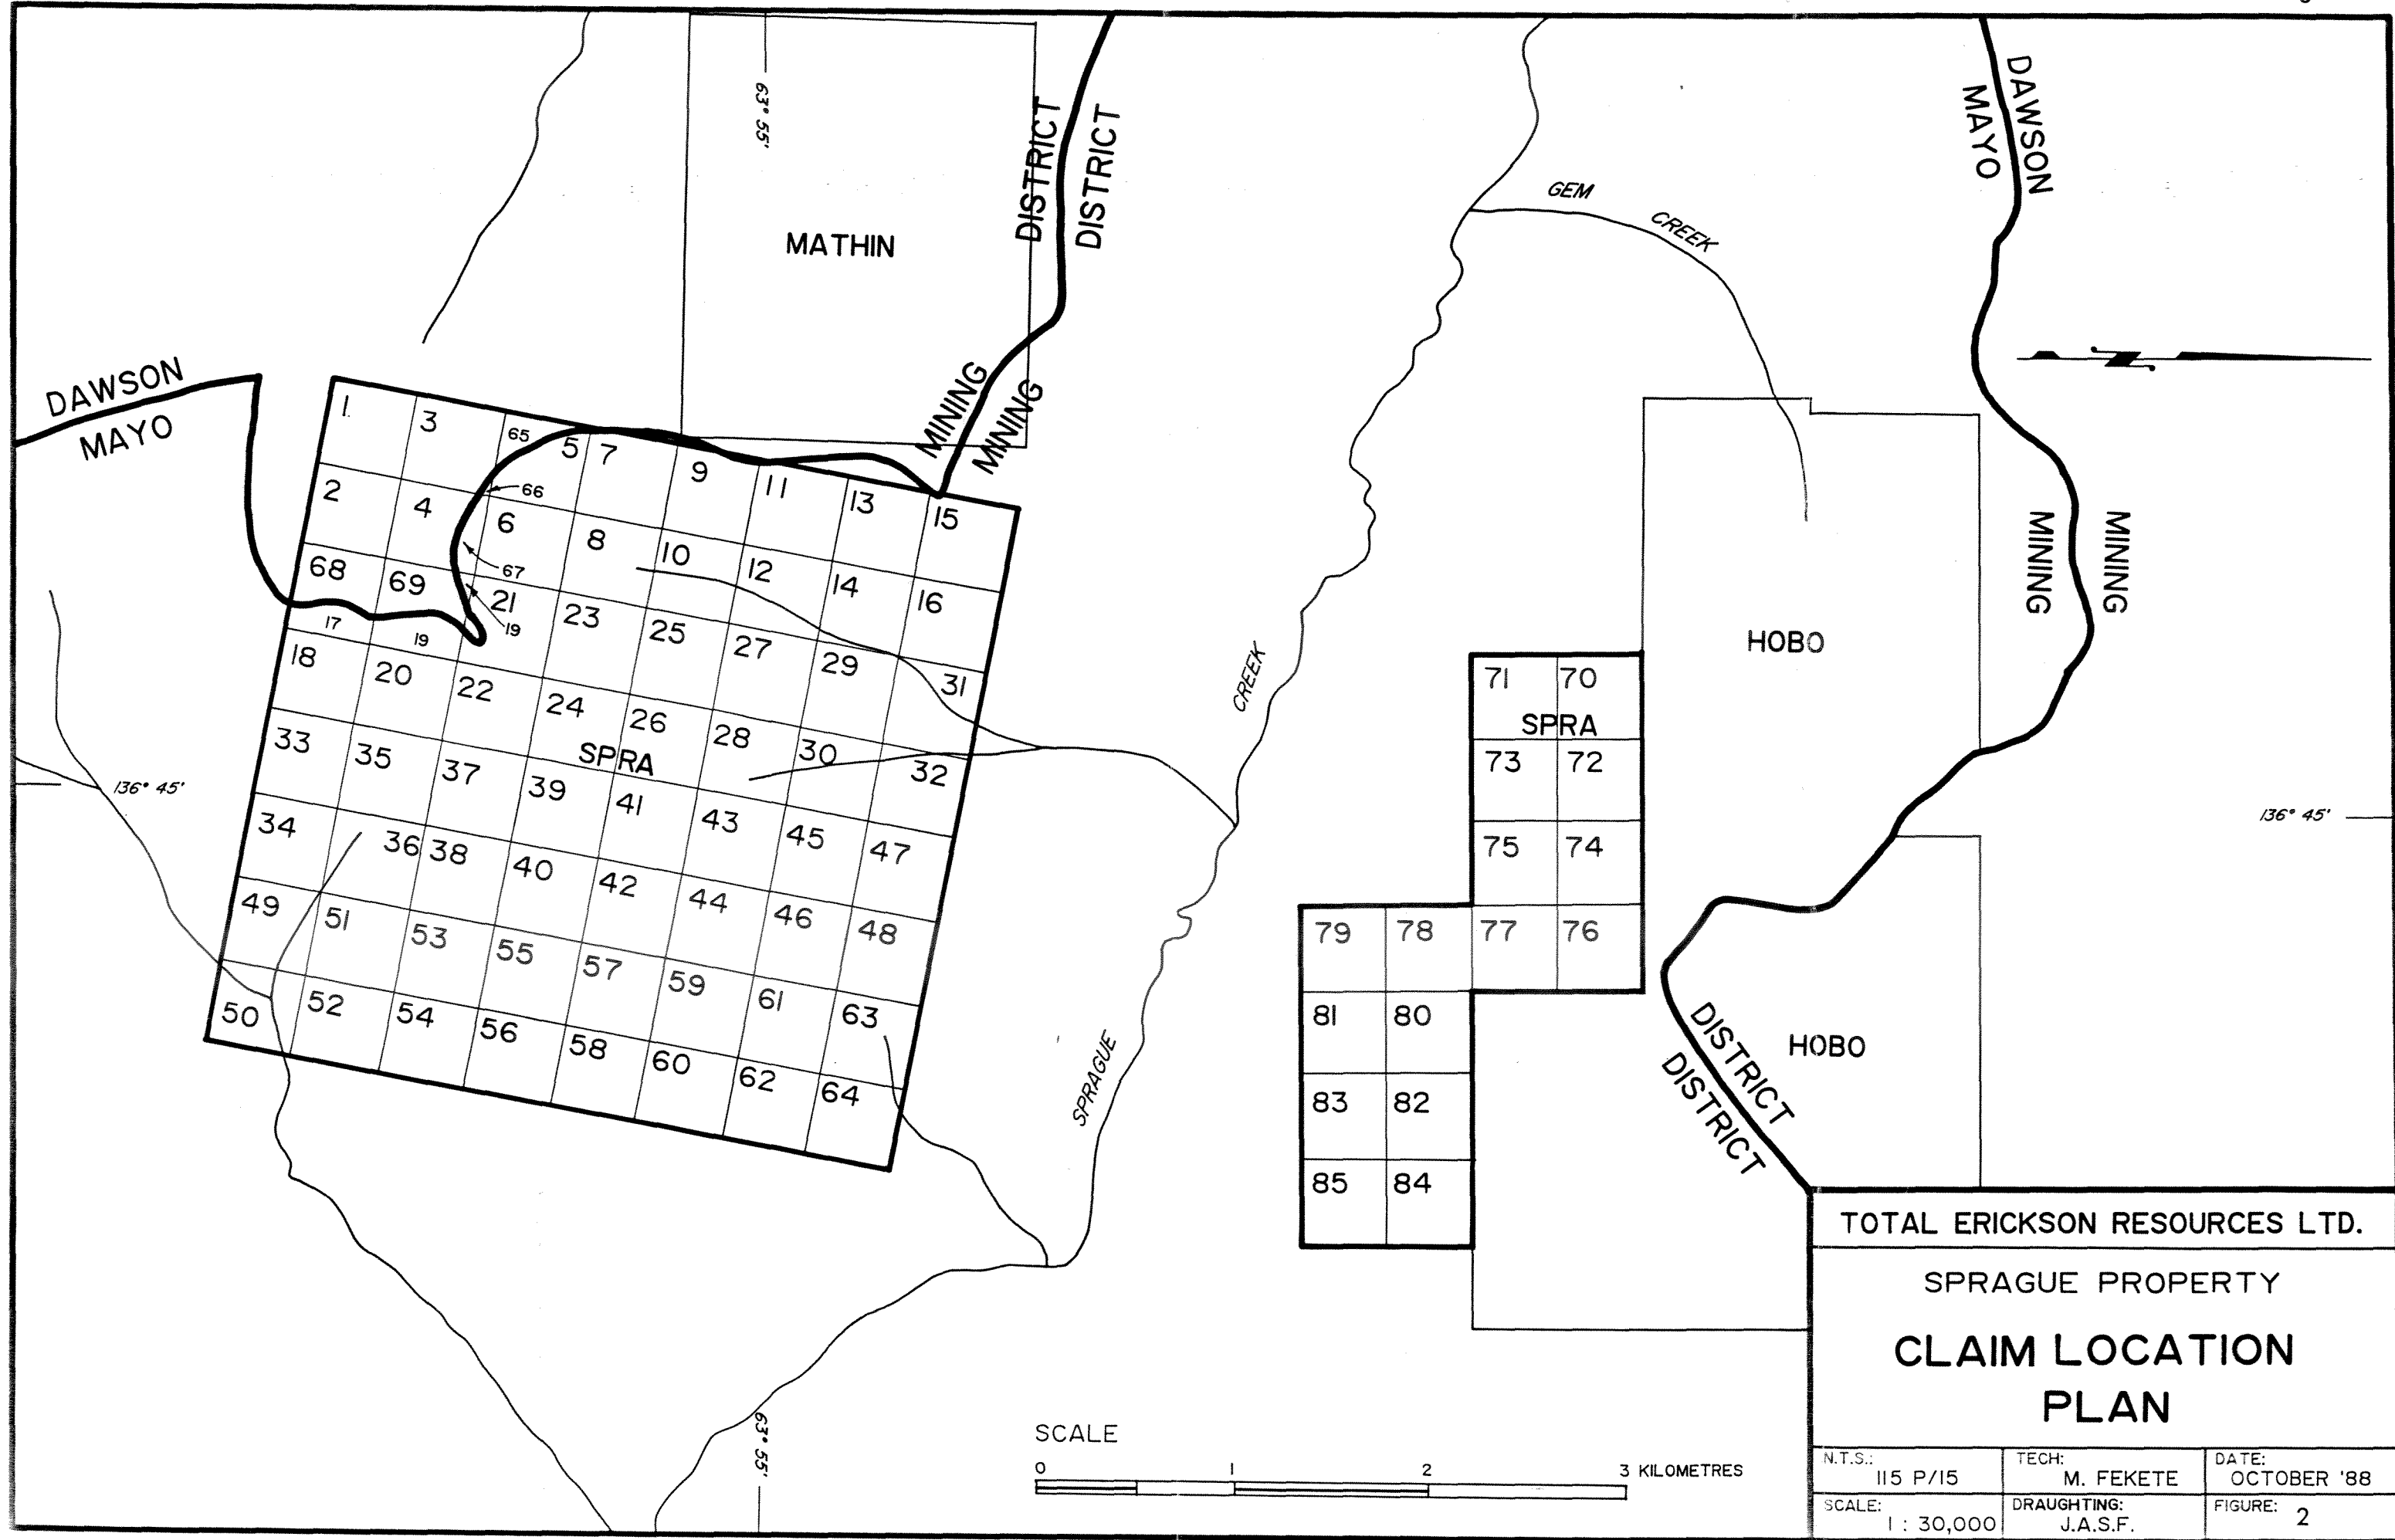 63° 55'
MATHIN
DISTRICT
DISTRICT
MINING
MINING
DAWSON
MAYO
GEM CREEK
DAWSON
MAYO
MINING
MINING
N
HOBO
1 3 65 5 7 9 11 13 15
2 4 66 6 8 10 12 14 16
68 69 67 21 23 25 27 29 31
17 19 19
18 20 22 24 26 28 30 32
SPRA
33 35 37 39 41 43 45 47
34 36 38 40 42 44 46 48
49 51 53 55 57 59 61 63
50 52 54 56 58 60 62 64
136° 45'
SPRAGUE CREEK
71 70
SPRA
73 72
75 74
79 78 77 76
81 80
83 82
85 84
136° 45'
HOBO
DISTRICT
DISTRICT
63° 55'
SCALE
0 1 2 3 KILOMETRES
TOTAL ERICKSON RESOURCES LTD.
SPRAGUE PROPERTY
CLAIM LOCATION
PLAN
N.T.S.: 115 P/15
TECH: M. FEKETE
DATE: OCTOBER '88
SCALE: 1 : 30,000
DRAUGHTING: J.A.S.F.
FIGURE: 2